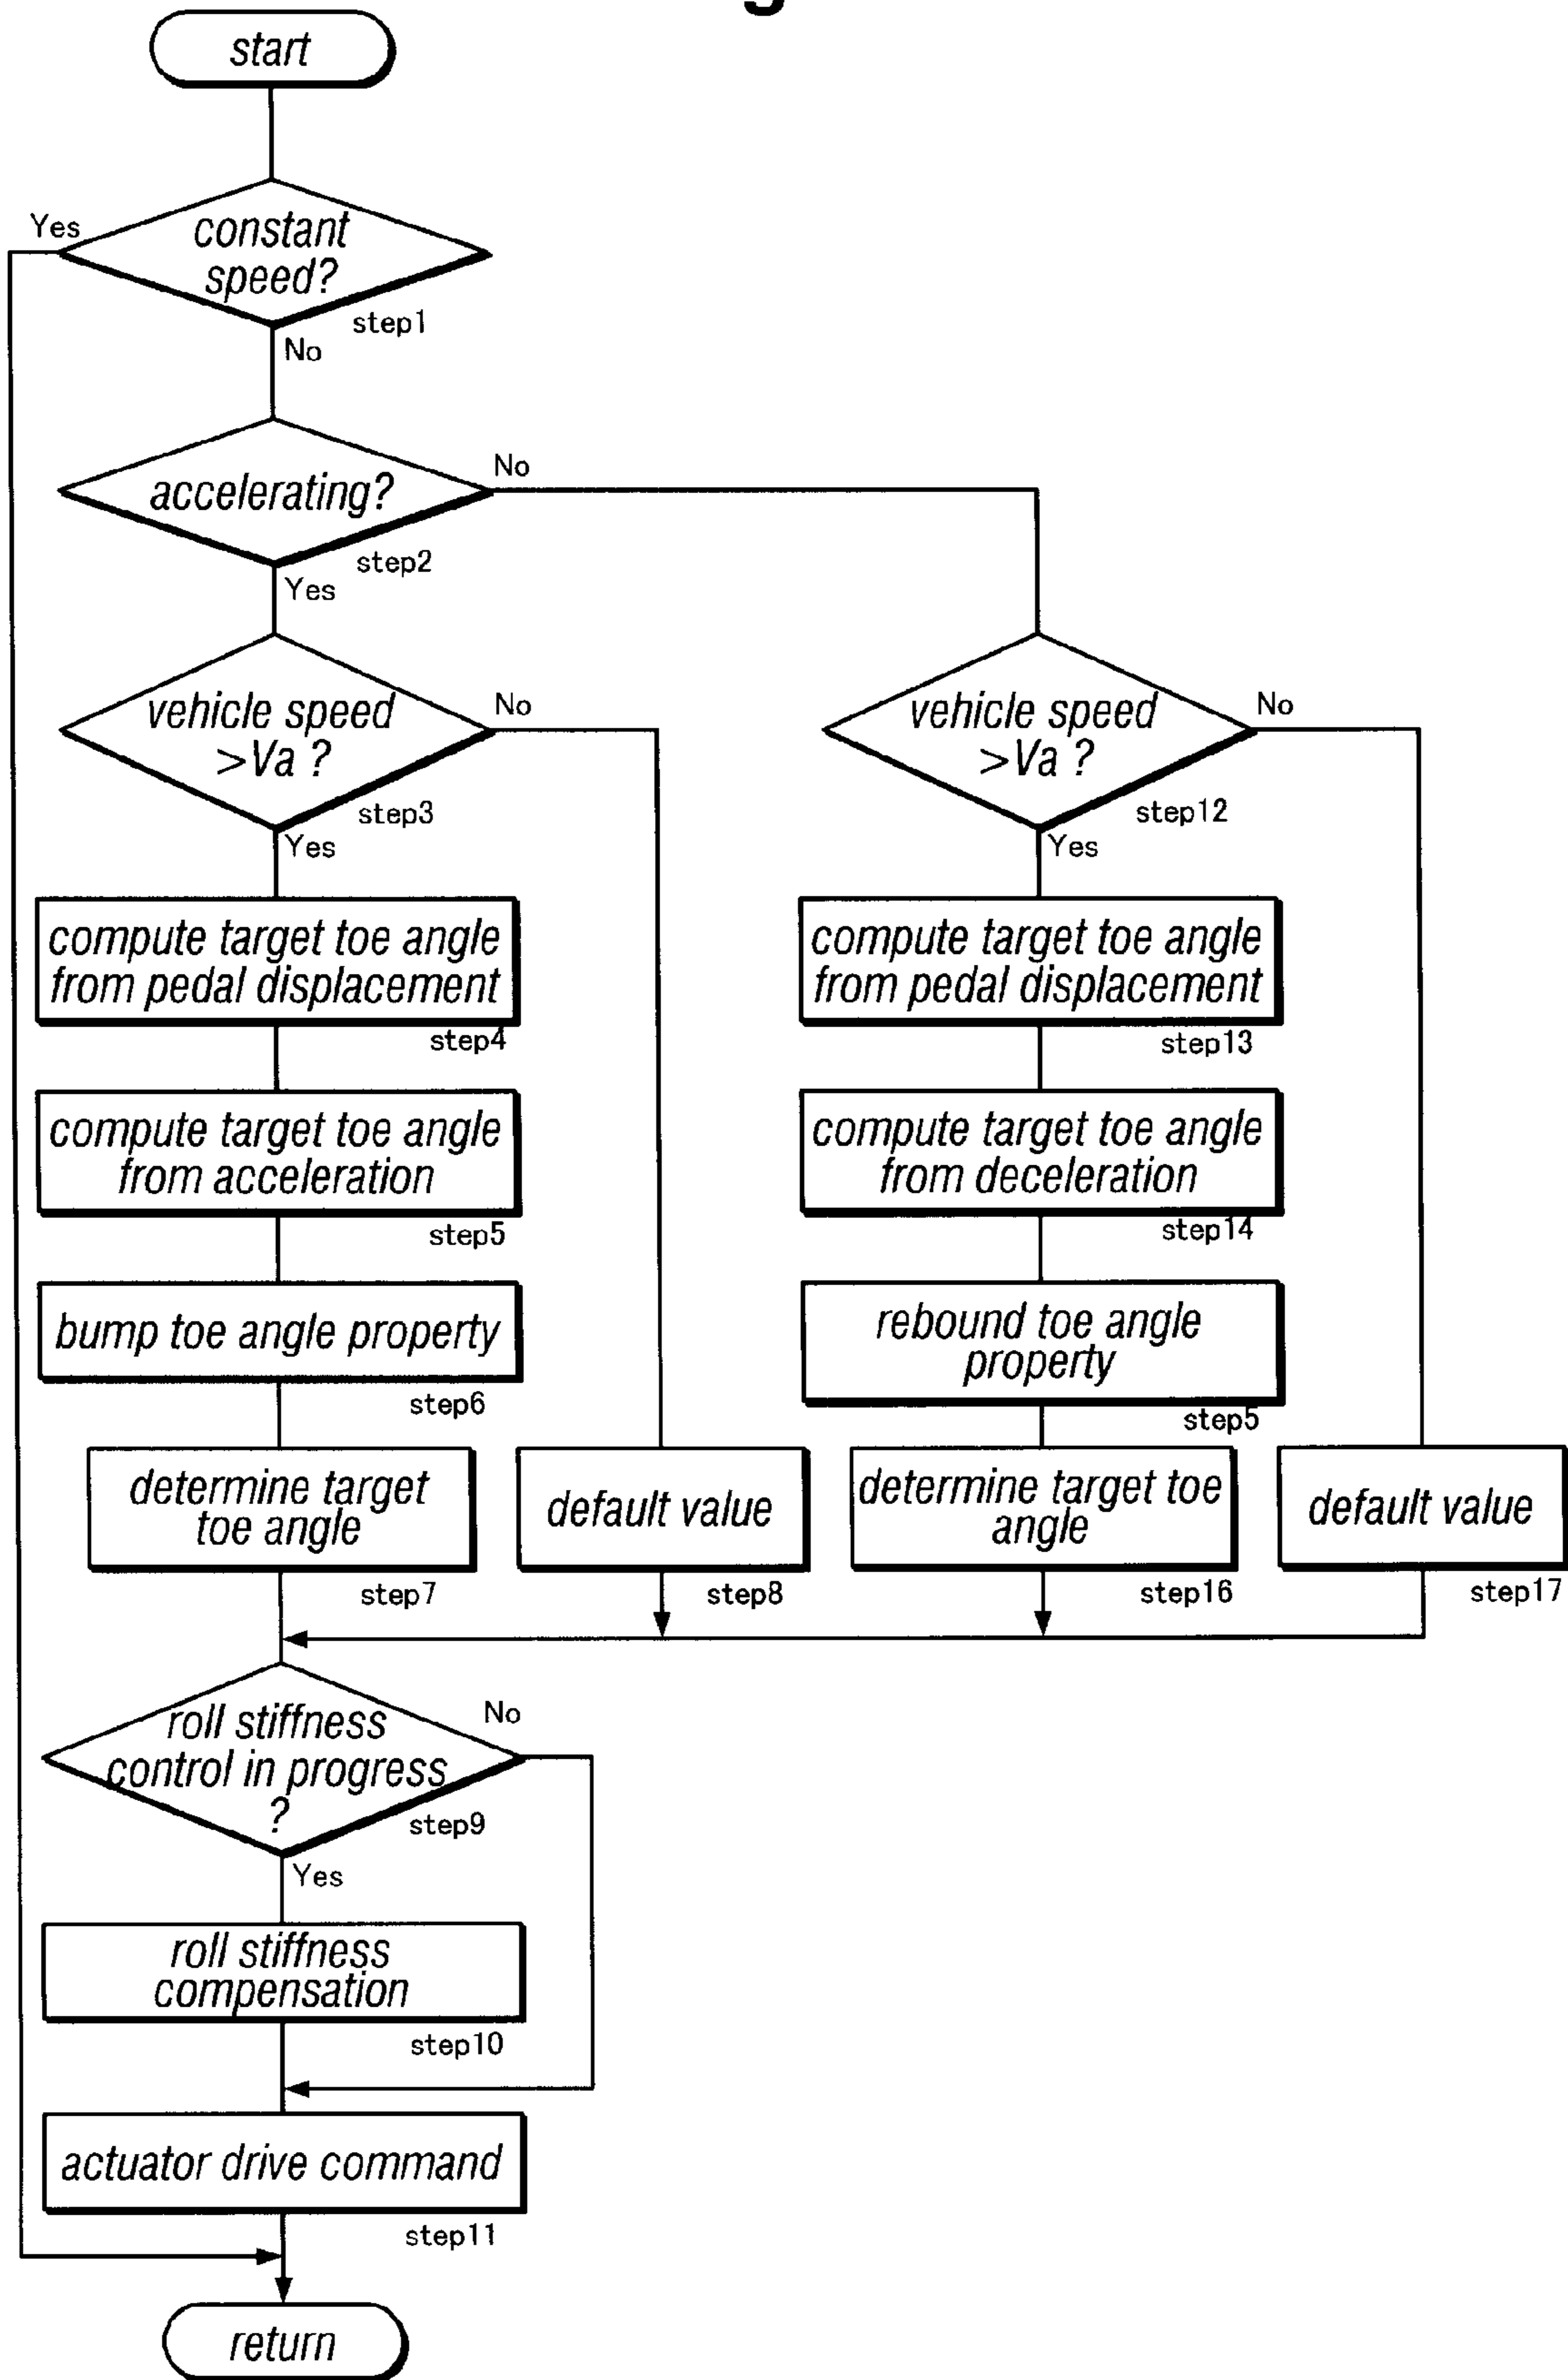 start
Yes
constant
speed?
step1
No
accelerating?
No
step2
Yes
vehicle speed
>Va ?
No
step3
Yes
vehicle speed
>Va ?
No
step12
Yes
compute target toe angle
from pedal displacement
step4
compute target toe angle
from pedal displacement
step13
compute target toe angle
from acceleration
step5
compute target toe angle
from deceleration
step14
bump toe angle property
step6
rebound toe angle
property
step5
determine target
toe angle
step7
default value
step8
determine target toe
angle
step16
default value
step17
roll stiffness
control in progress
?
No
step9
Yes
roll stiffness
compensation
step10
actuator drive command
step11
return